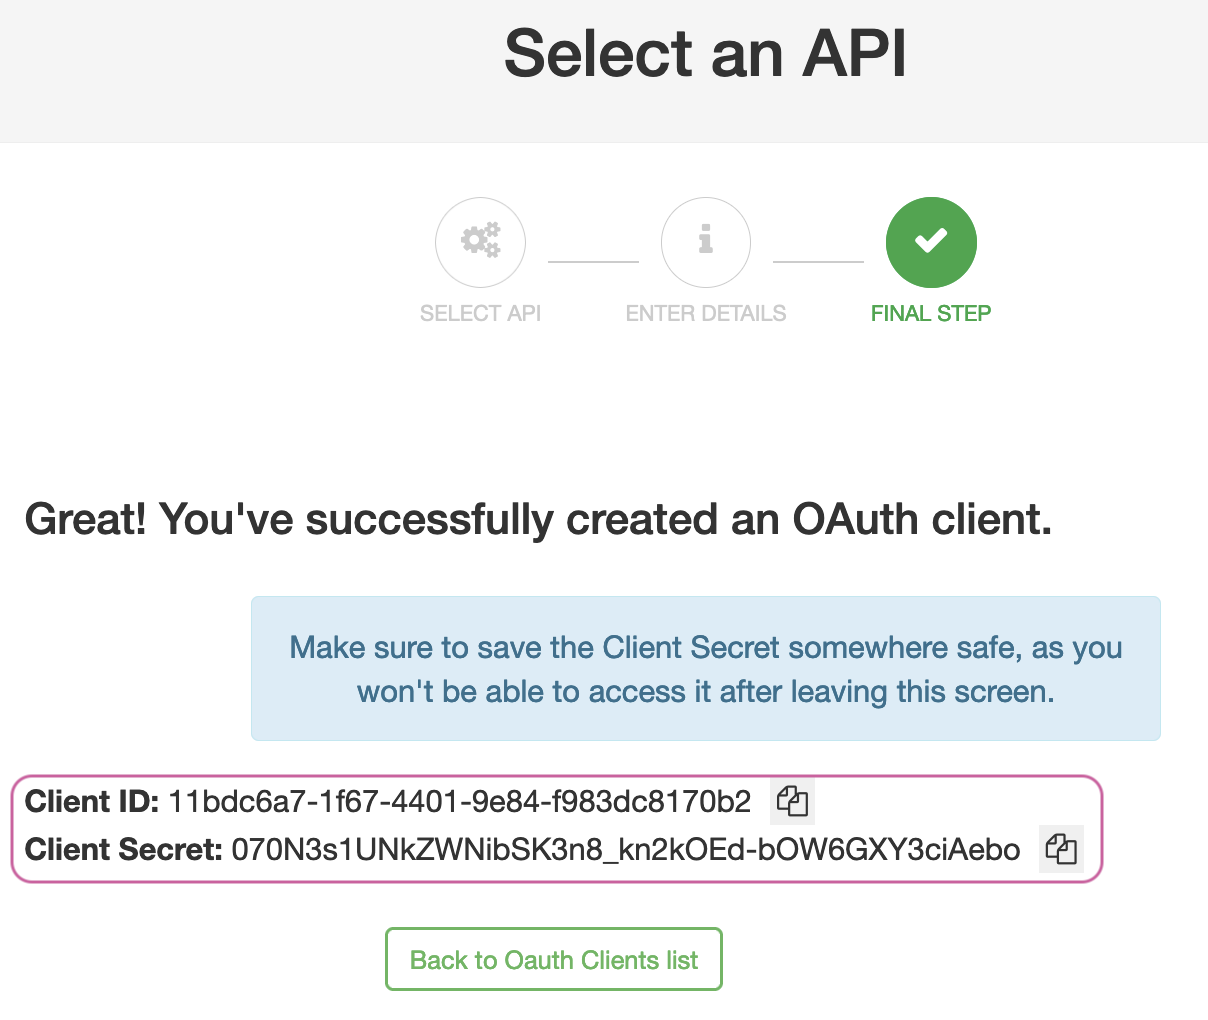 Select an API
SELECT API
ENTER DETAILS
FINAL STEP
Great! You've successfully created an OAuth client.
Make sure to save the Client Secret somewhere safe, as you
won't be able to access it after leaving this screen.
Client ID: 11bdc6a7-1f67-4401-9e84-f983dc8170b2
Client Secret: 070N3s1UNkZWNibSK3n8_kn2kOEd-bOW6GXY3ciAebo
Back to Oauth Clients list